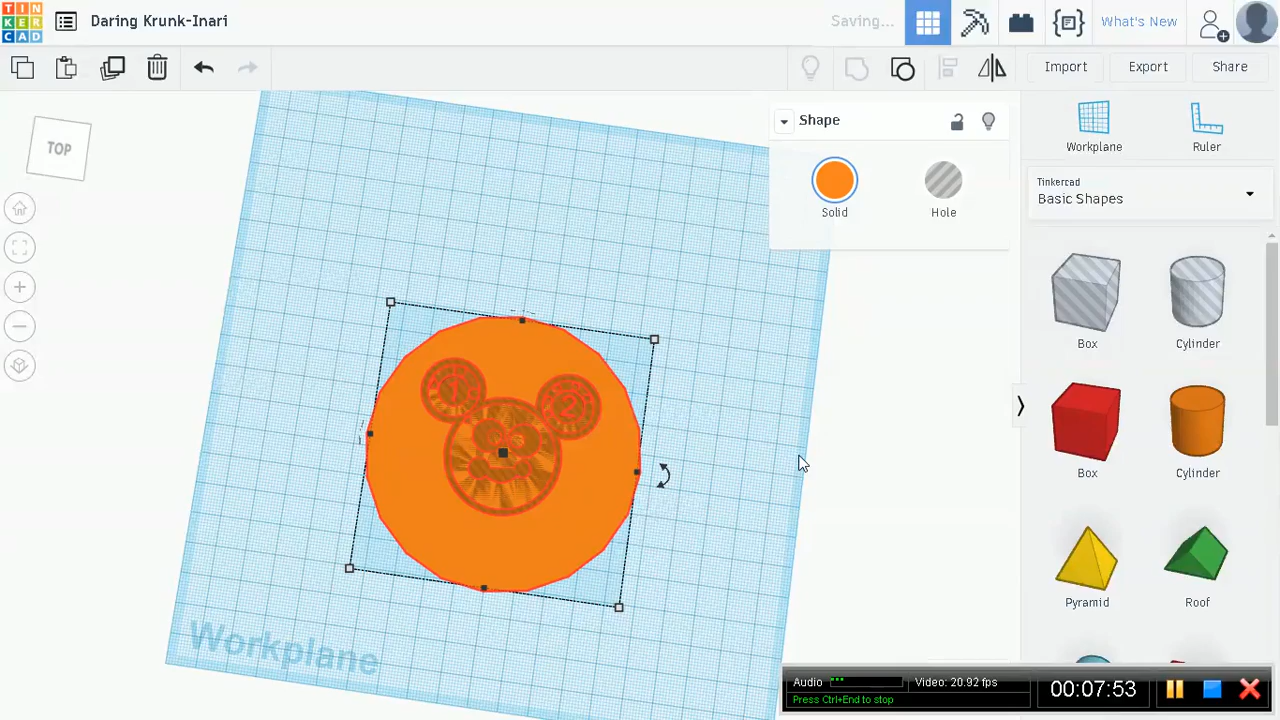 TIN
KER
CAD
Daring Krunk-Inari
Saving...
What's New
Import
Export
Share
TOP
Shape
Solid
Hole
Workplane
Ruler
Tinkercad
Basic Shapes
Box
Cylinder
Box
Cylinder
Pyramid
Roof
1
2
Workplane
Audio
Video: 20.92 fps
Press Ctrl+End to stop
00:07:53